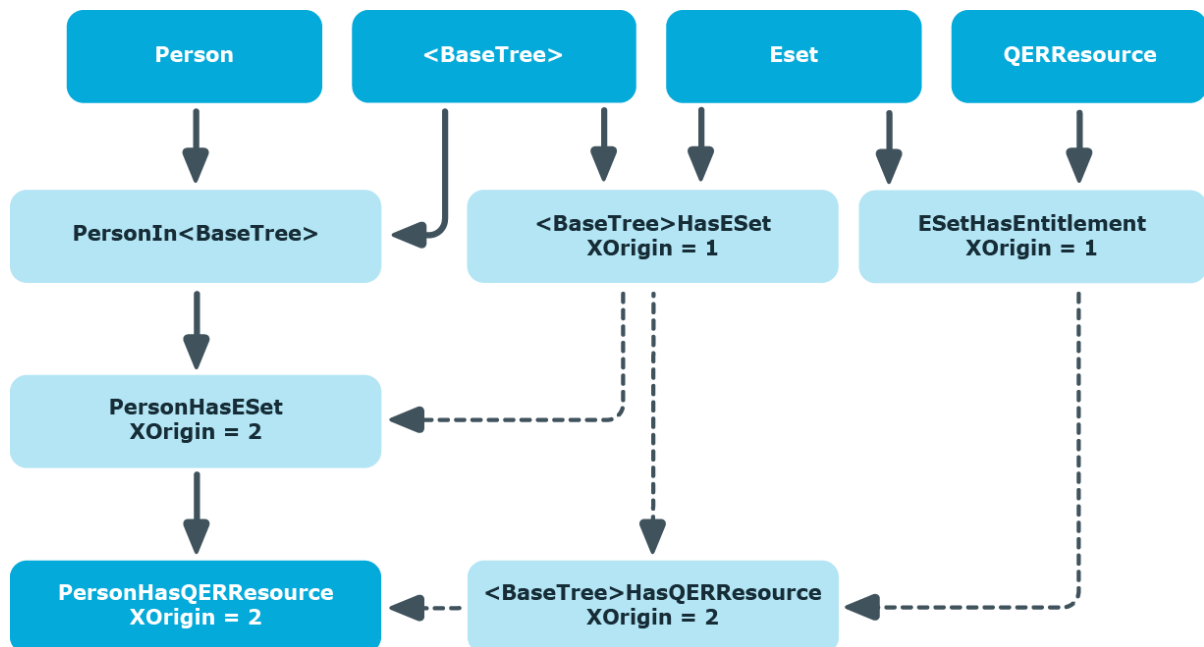 Person
<BaseTree>
Eset
QERResource
PersonIn<BaseTree>
<BaseTree>HasESet
XOrigin = 1
ESetHasEntitlement
XOrigin = 1
PersonHasESet
XOrigin = 2
PersonHasQERResource
XOrigin = 2
<BaseTree>HasQERResource
XOrigin = 2